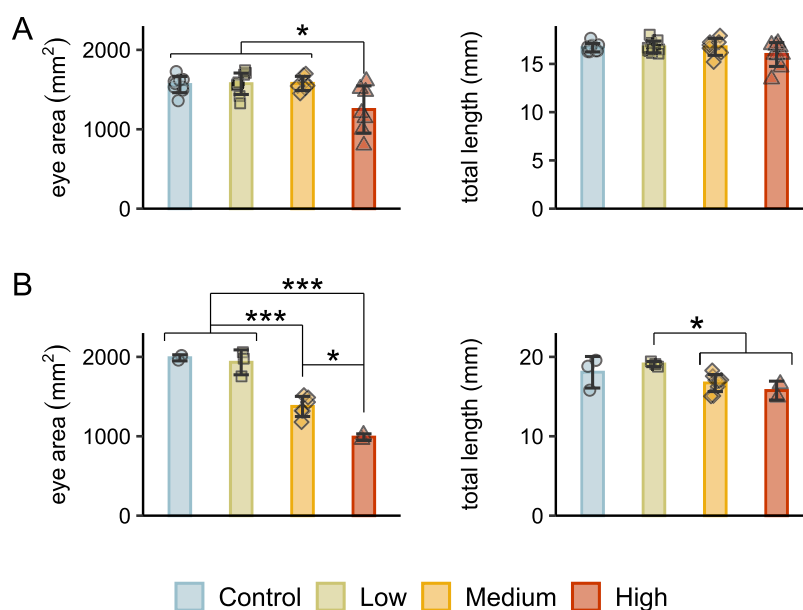 A
eye area (mm²)
2000
1000
0
*
total length (mm)
15
10
5
0
B
eye area (mm²)
2000
1000
0
***
***
*
total length (mm)
20
10
0
*
Control Low Medium High